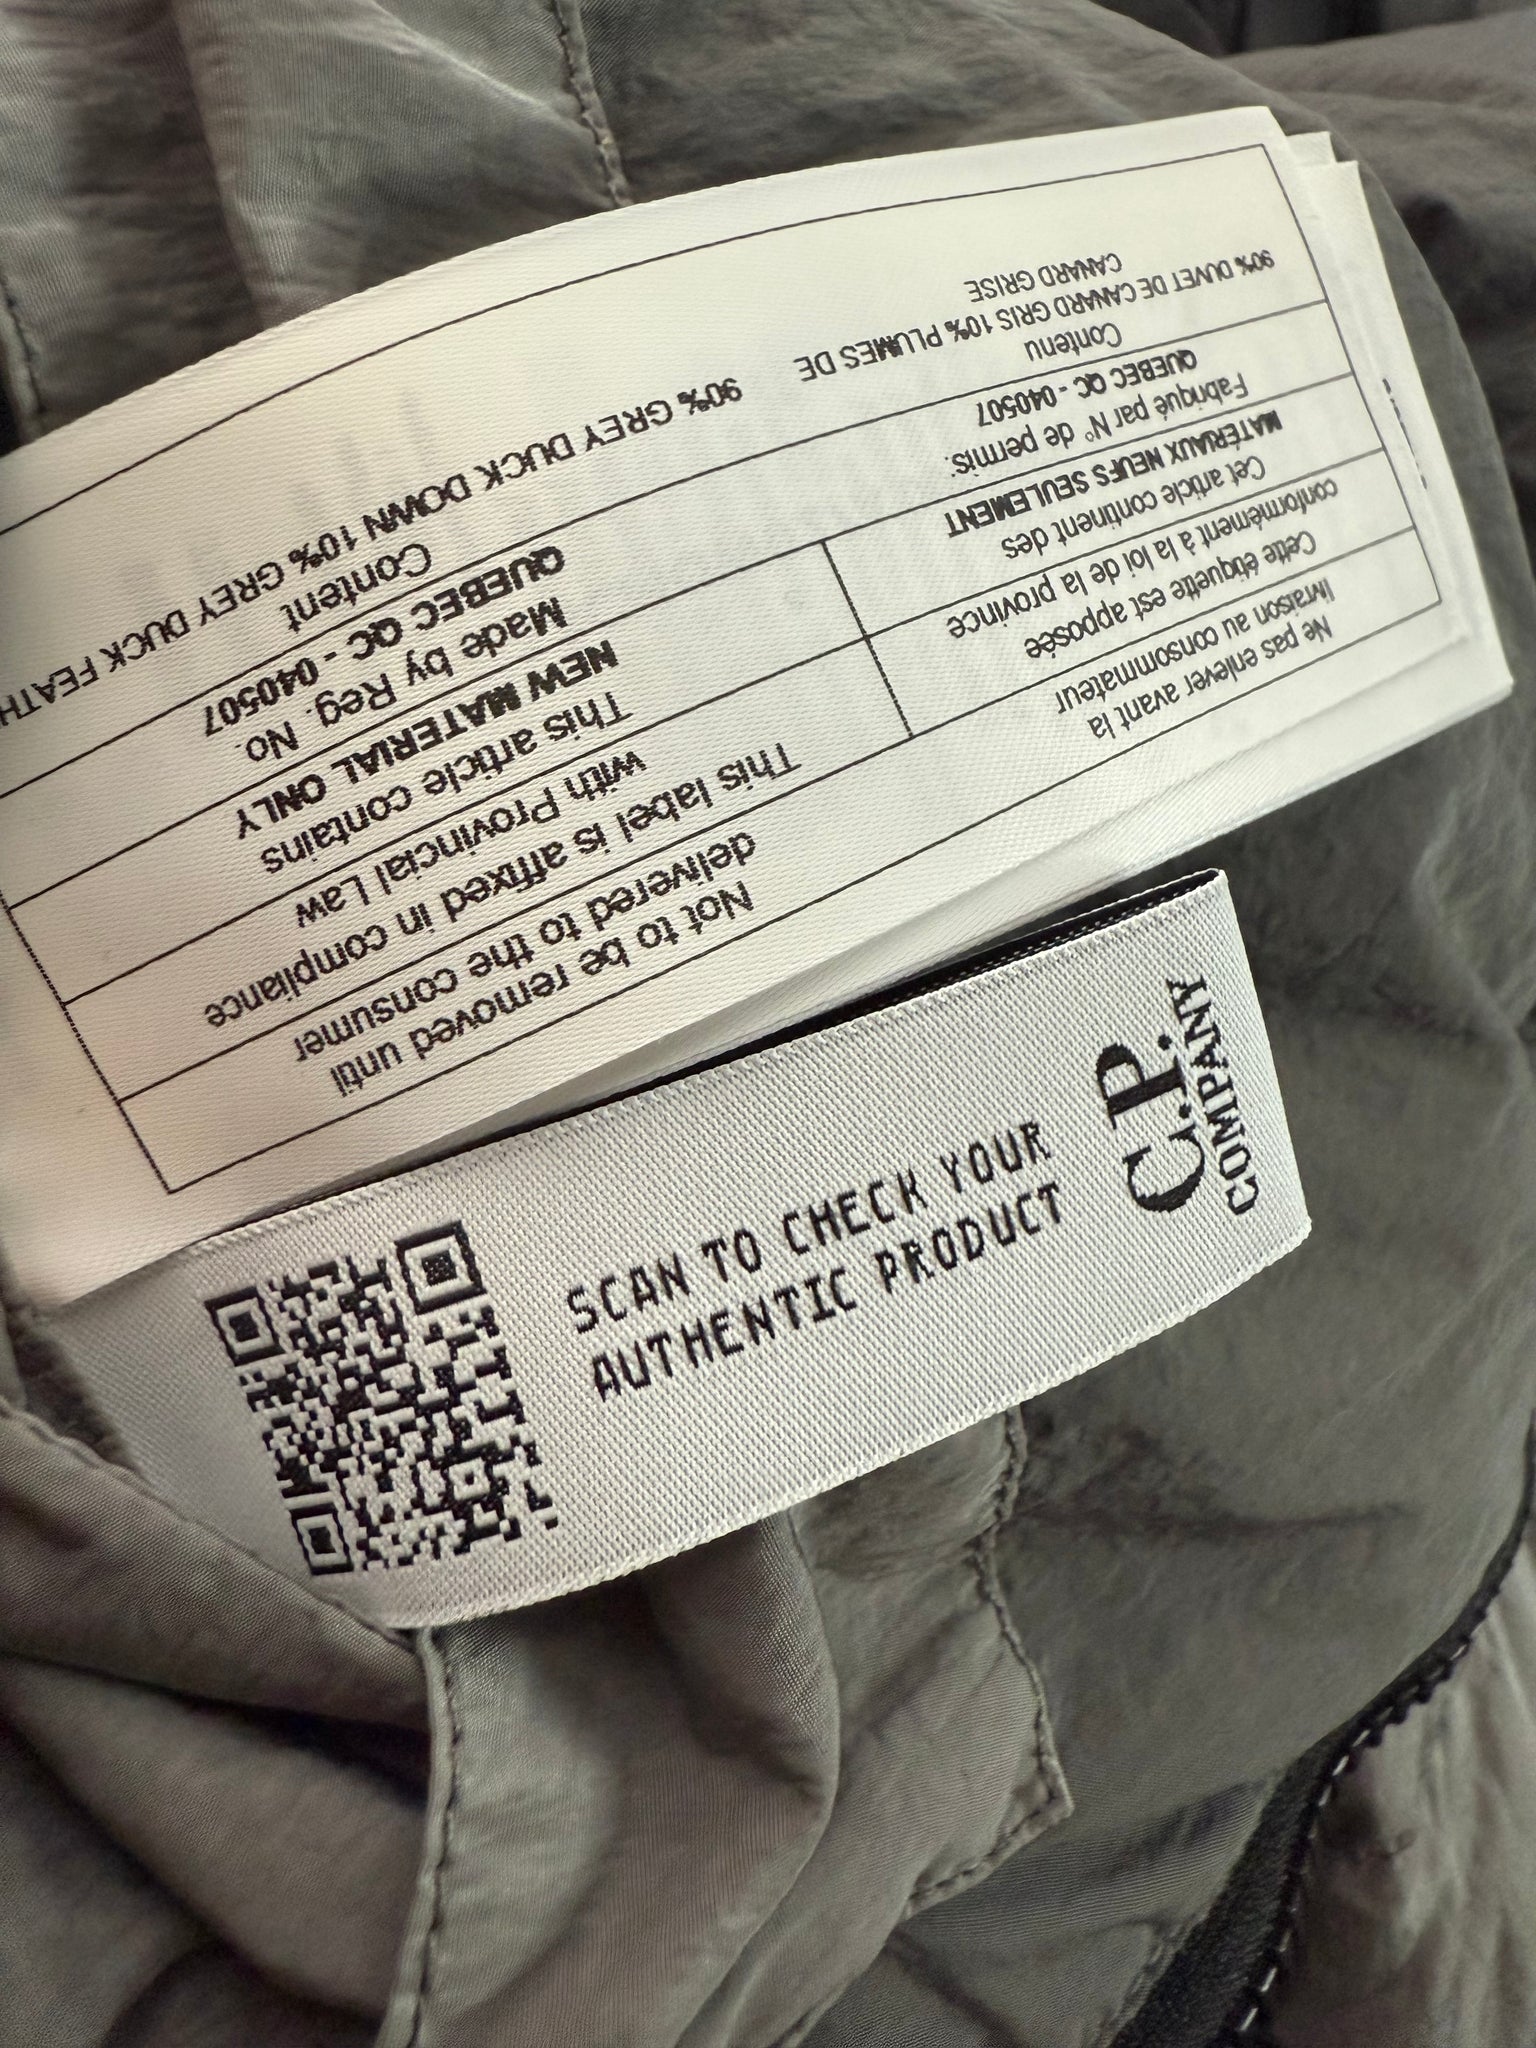 Not to be removed until
delivered to the consumer
This label is affixed in compliance
with Provincial Law
This article contains
NEW MATERIAL ONLY
Made by Reg. No.
QUEBEC QC - 040507
Content
90% GREY DUCK DOWN 10% GREY DUCK
Ne pas enlever avant la
livraison au consommateur
Cette étiquette est apposée
conformément à la loi de la province
Cet article continent des
MATÉRIAUX NEUFS SEULEMENT
Fabriqué par N° de permis:
QUEBEC QC - 040507
Contenu
90% DUVET DE CANARD GRIS 10% PLUMES DE
CANARD GRISE
SCAN TO CHECK YOUR
AUTHENTIC PRODUCT
C.P.
COMPANY